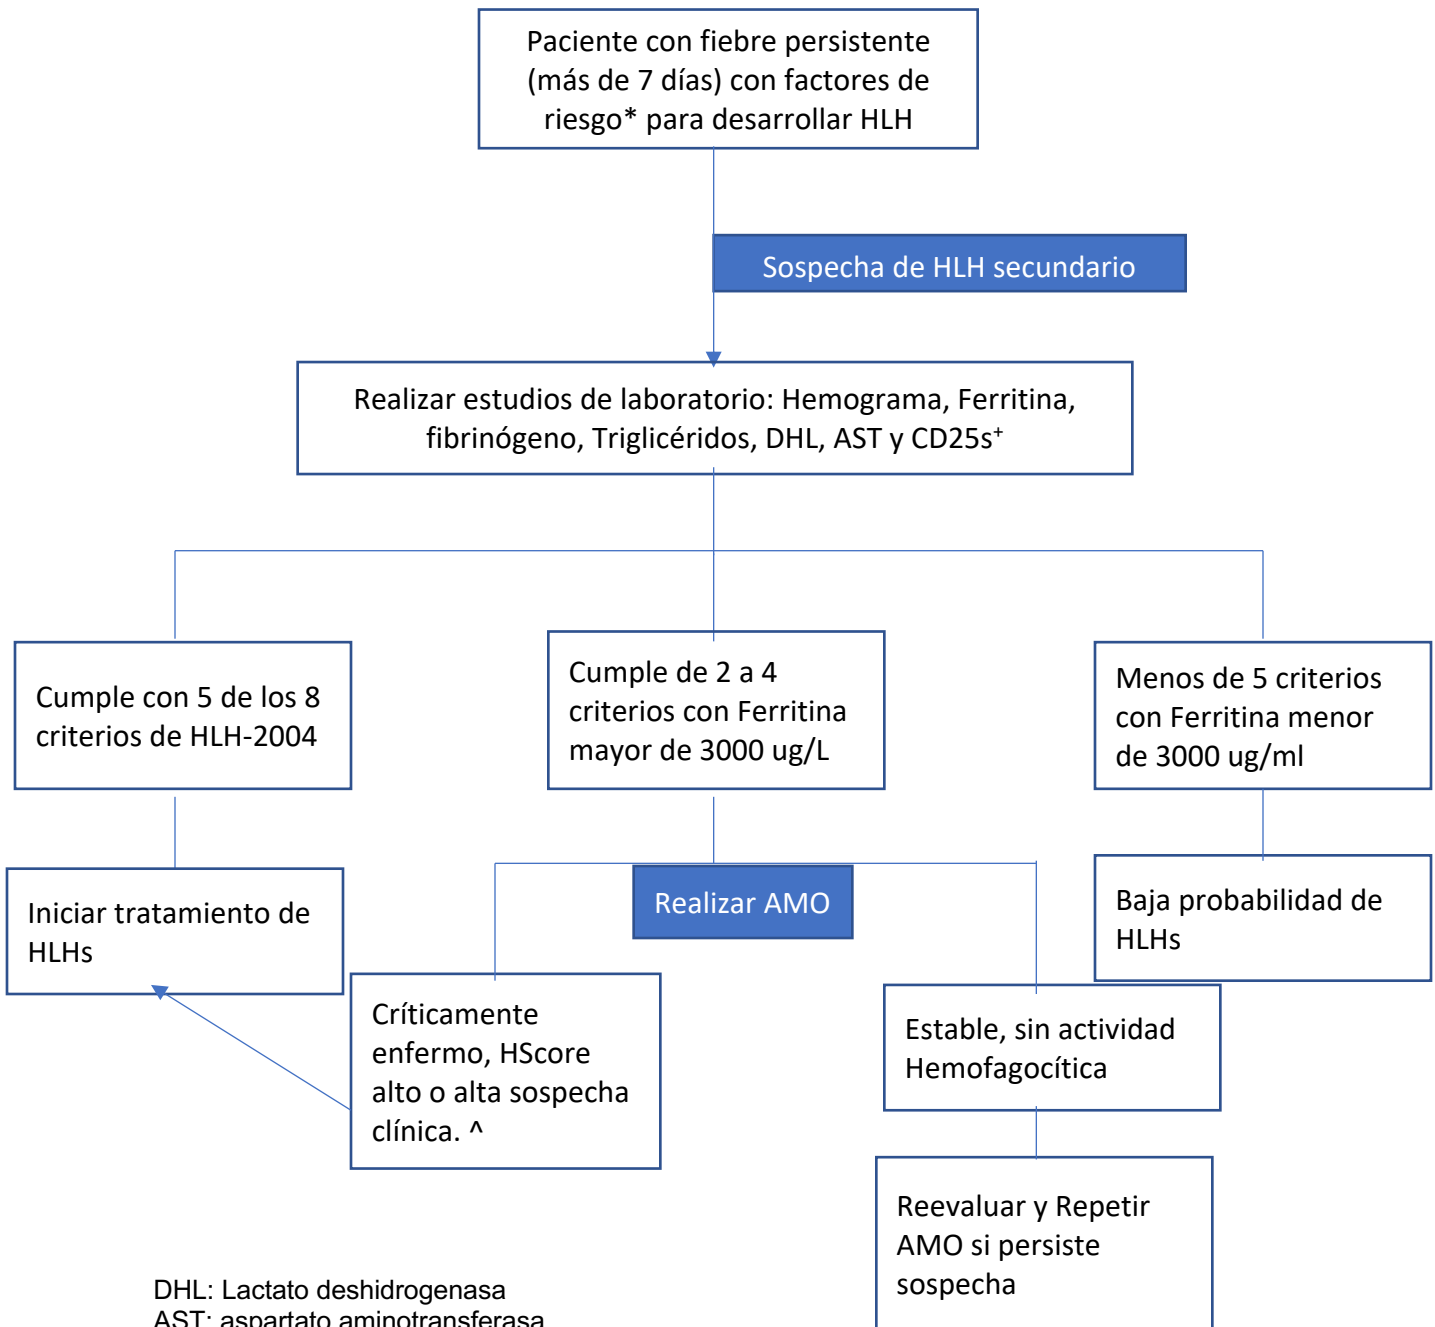 Paciente con fiebre persistente
(más de 7 días) con factores de
riesgo* para desarrollar HLH
Sospecha de HLH secundario
Realizar estudios de laboratorio: Hemograma, Ferritina,
fibrinógeno, Triglicéridos, DHL, AST y CD25s⁺
Cumple con 5 de los 8
criterios de HLH-2004
Cumple de 2 a 4
criterios con Ferritina
mayor de 3000 ug/L
Menos de 5 criterios
con Ferritina menor
de 3000 ug/ml
Iniciar tratamiento de
HLHs
Realizar AMO
Baja probabilidad de
HLHs
Críticamente
enfermo, HScore
alto o alta sospecha
clínica. ^
Estable, sin actividad
Hemofagocítica
Reevaluar y Repetir
AMO si persiste
sospecha
DHL: Lactato deshidrogenasa
AST: aspartato aminotransferasa